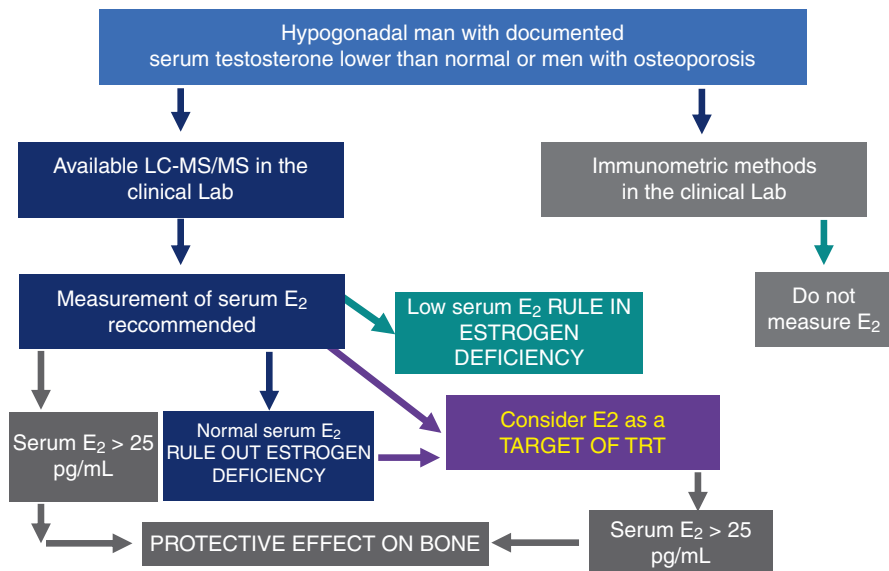 Hypogonadal man with documented
serum testosterone lower than normal or men with osteoporosis
Available LC-MS/MS in the
clinical Lab
Immunometric methods
in the clinical Lab
Measurement of serum E₂
reccommended
Low serum E₂ RULE IN
ESTROGEN
DEFICIENCY
Do not
measure E₂
Serum E₂ > 25
pg/mL
Normal serum E₂
RULE OUT ESTROGEN
DEFICIENCY
Consider E2 as a
TARGET OF TRT
PROTECTIVE EFFECT ON BONE
Serum E₂ > 25
pg/mL